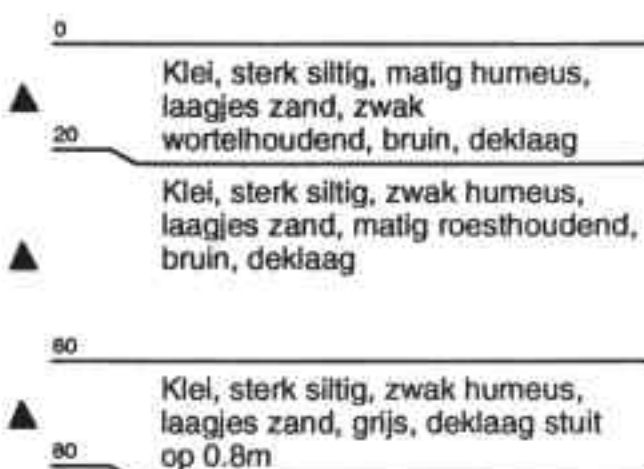 0
Klei, sterk siltig, matig humeus,
laagjes zand, zwak
wortelhoudend, bruin, deklaag
20
Klei, sterk siltig, zwak humeus,
laagjes zand, matig roesthoudend,
bruin, deklaag
60
Klei, sterk siltig, zwak humeus,
laagjes zand, grijs, deklaag stuit
op 0.8m
80